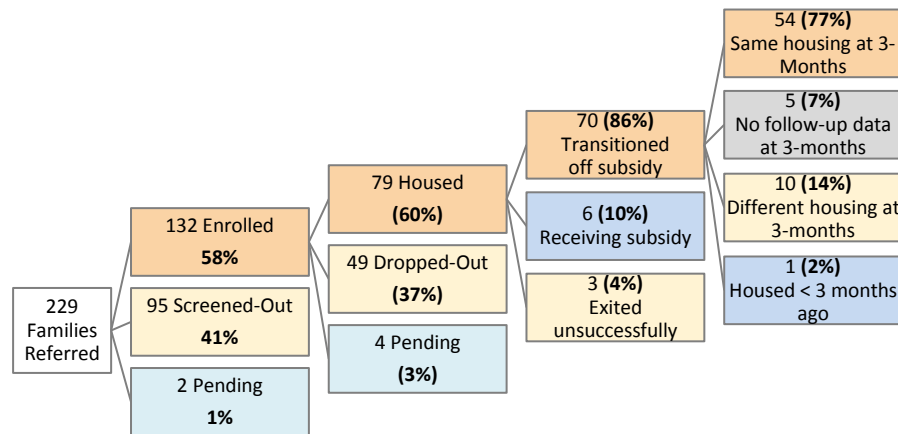 229
Families
Referred
132 Enrolled
58%
95 Screened-Out
41%
2 Pending
1%
79 Housed
(60%)
49 Dropped-Out
(37%)
4 Pending
(3%)
70 (86%)
Transitioned
off subsidy
6 (10%)
Receiving subsidy
3 (4%)
Exited
unsuccessfully
54 (77%)
Same housing at 3-
Months
5 (7%)
No follow-up data
at 3-months
10 (14%)
Different housing at
3-months
1 (2%)
Housed < 3 months
ago